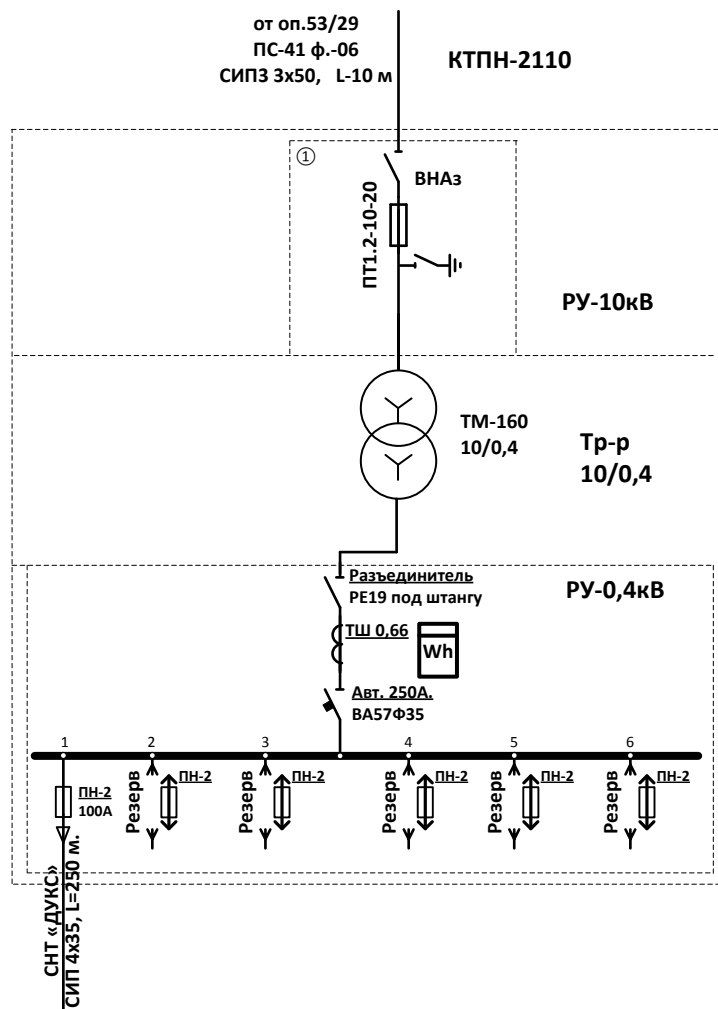 от оп.53/29
ПС-41 ф.-06
СИП3 3х50, L-10 м
КТПН-2110
①
ВНАз
ПТ1.2-10-20
РУ-10кВ
ТМ-160
10/0,4
Тр-р
10/0,4
Разъединитель
РЕ19 под штангу
РУ-0,4кВ
ТШ 0,66
Wh
Авт. 250А.
ВА57Ф35
1
2
3
4
5
6
ПН-2
100А
Резерв
ПН-2
Резерв
ПН-2
Резерв
ПН-2
Резерв
ПН-2
Резерв
ПН-2
СНТ «ДУКС»
СИП 4х35, L=250 м.